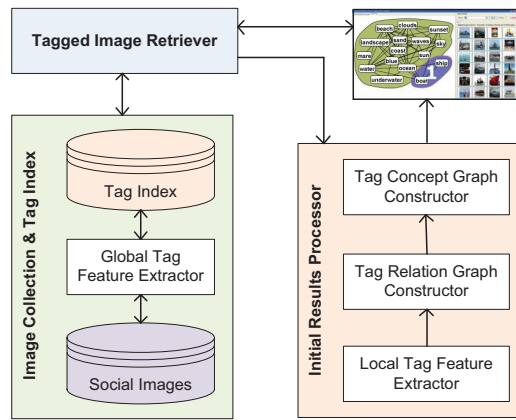 Tagged Image Retriever
clouds
beach
sunset
landscape
sand
waves
sky
coast
mare
sun
blue
water
ocean
ship
1
underwater
boat
Image Collection & Tag Index
Tag Index
Global Tag
Feature Extractor
Social Images
Initial Results Processor
Tag Concept Graph
Constructor
Tag Relation Graph
Constructor
Local Tag Feature
Extractor